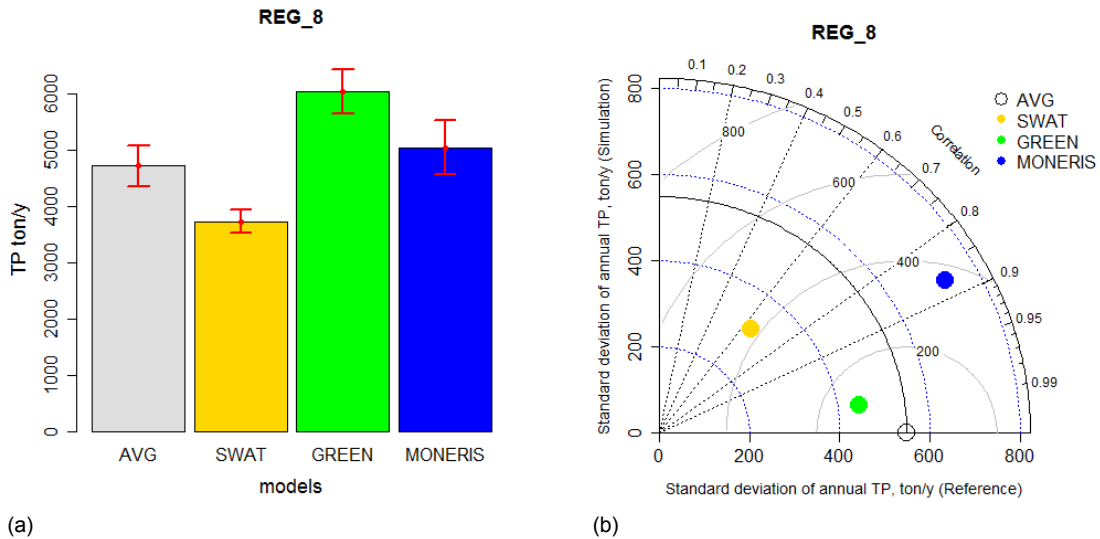 REG_8
TP ton/y
6000
5000
4000
3000
2000
1000
0
AVG SWAT GREEN MONERIS
models
(a)
REG_8
Standard deviation of annual TP, ton/y (Simulation)
800
600
400
200
0
0.1 0.2 0.3 0.4 0.5 0.6 0.7 0.8 0.9 0.95 0.99
Correlation
800
600
400
200
AVG
SWAT
GREEN
MONERIS
0 200 400 600 800
Standard deviation of annual TP, ton/y (Reference)
(b)